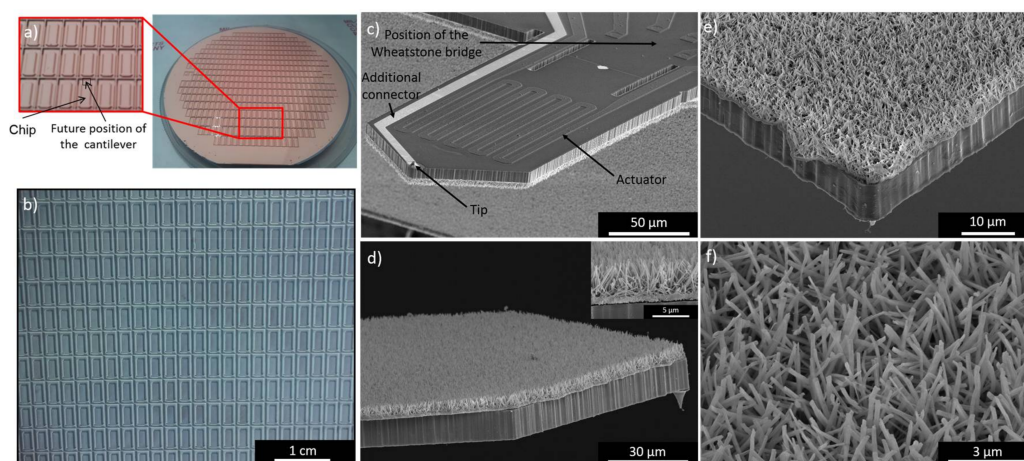 a)
Chip
Future position of
the cantilever
b)
1 cm
c)
Position of the
Wheatstone bridge
Additional
connector
Actuator
Tip
50 µm
d)
5 µm
30 µm
e)
10 µm
f)
3 µm